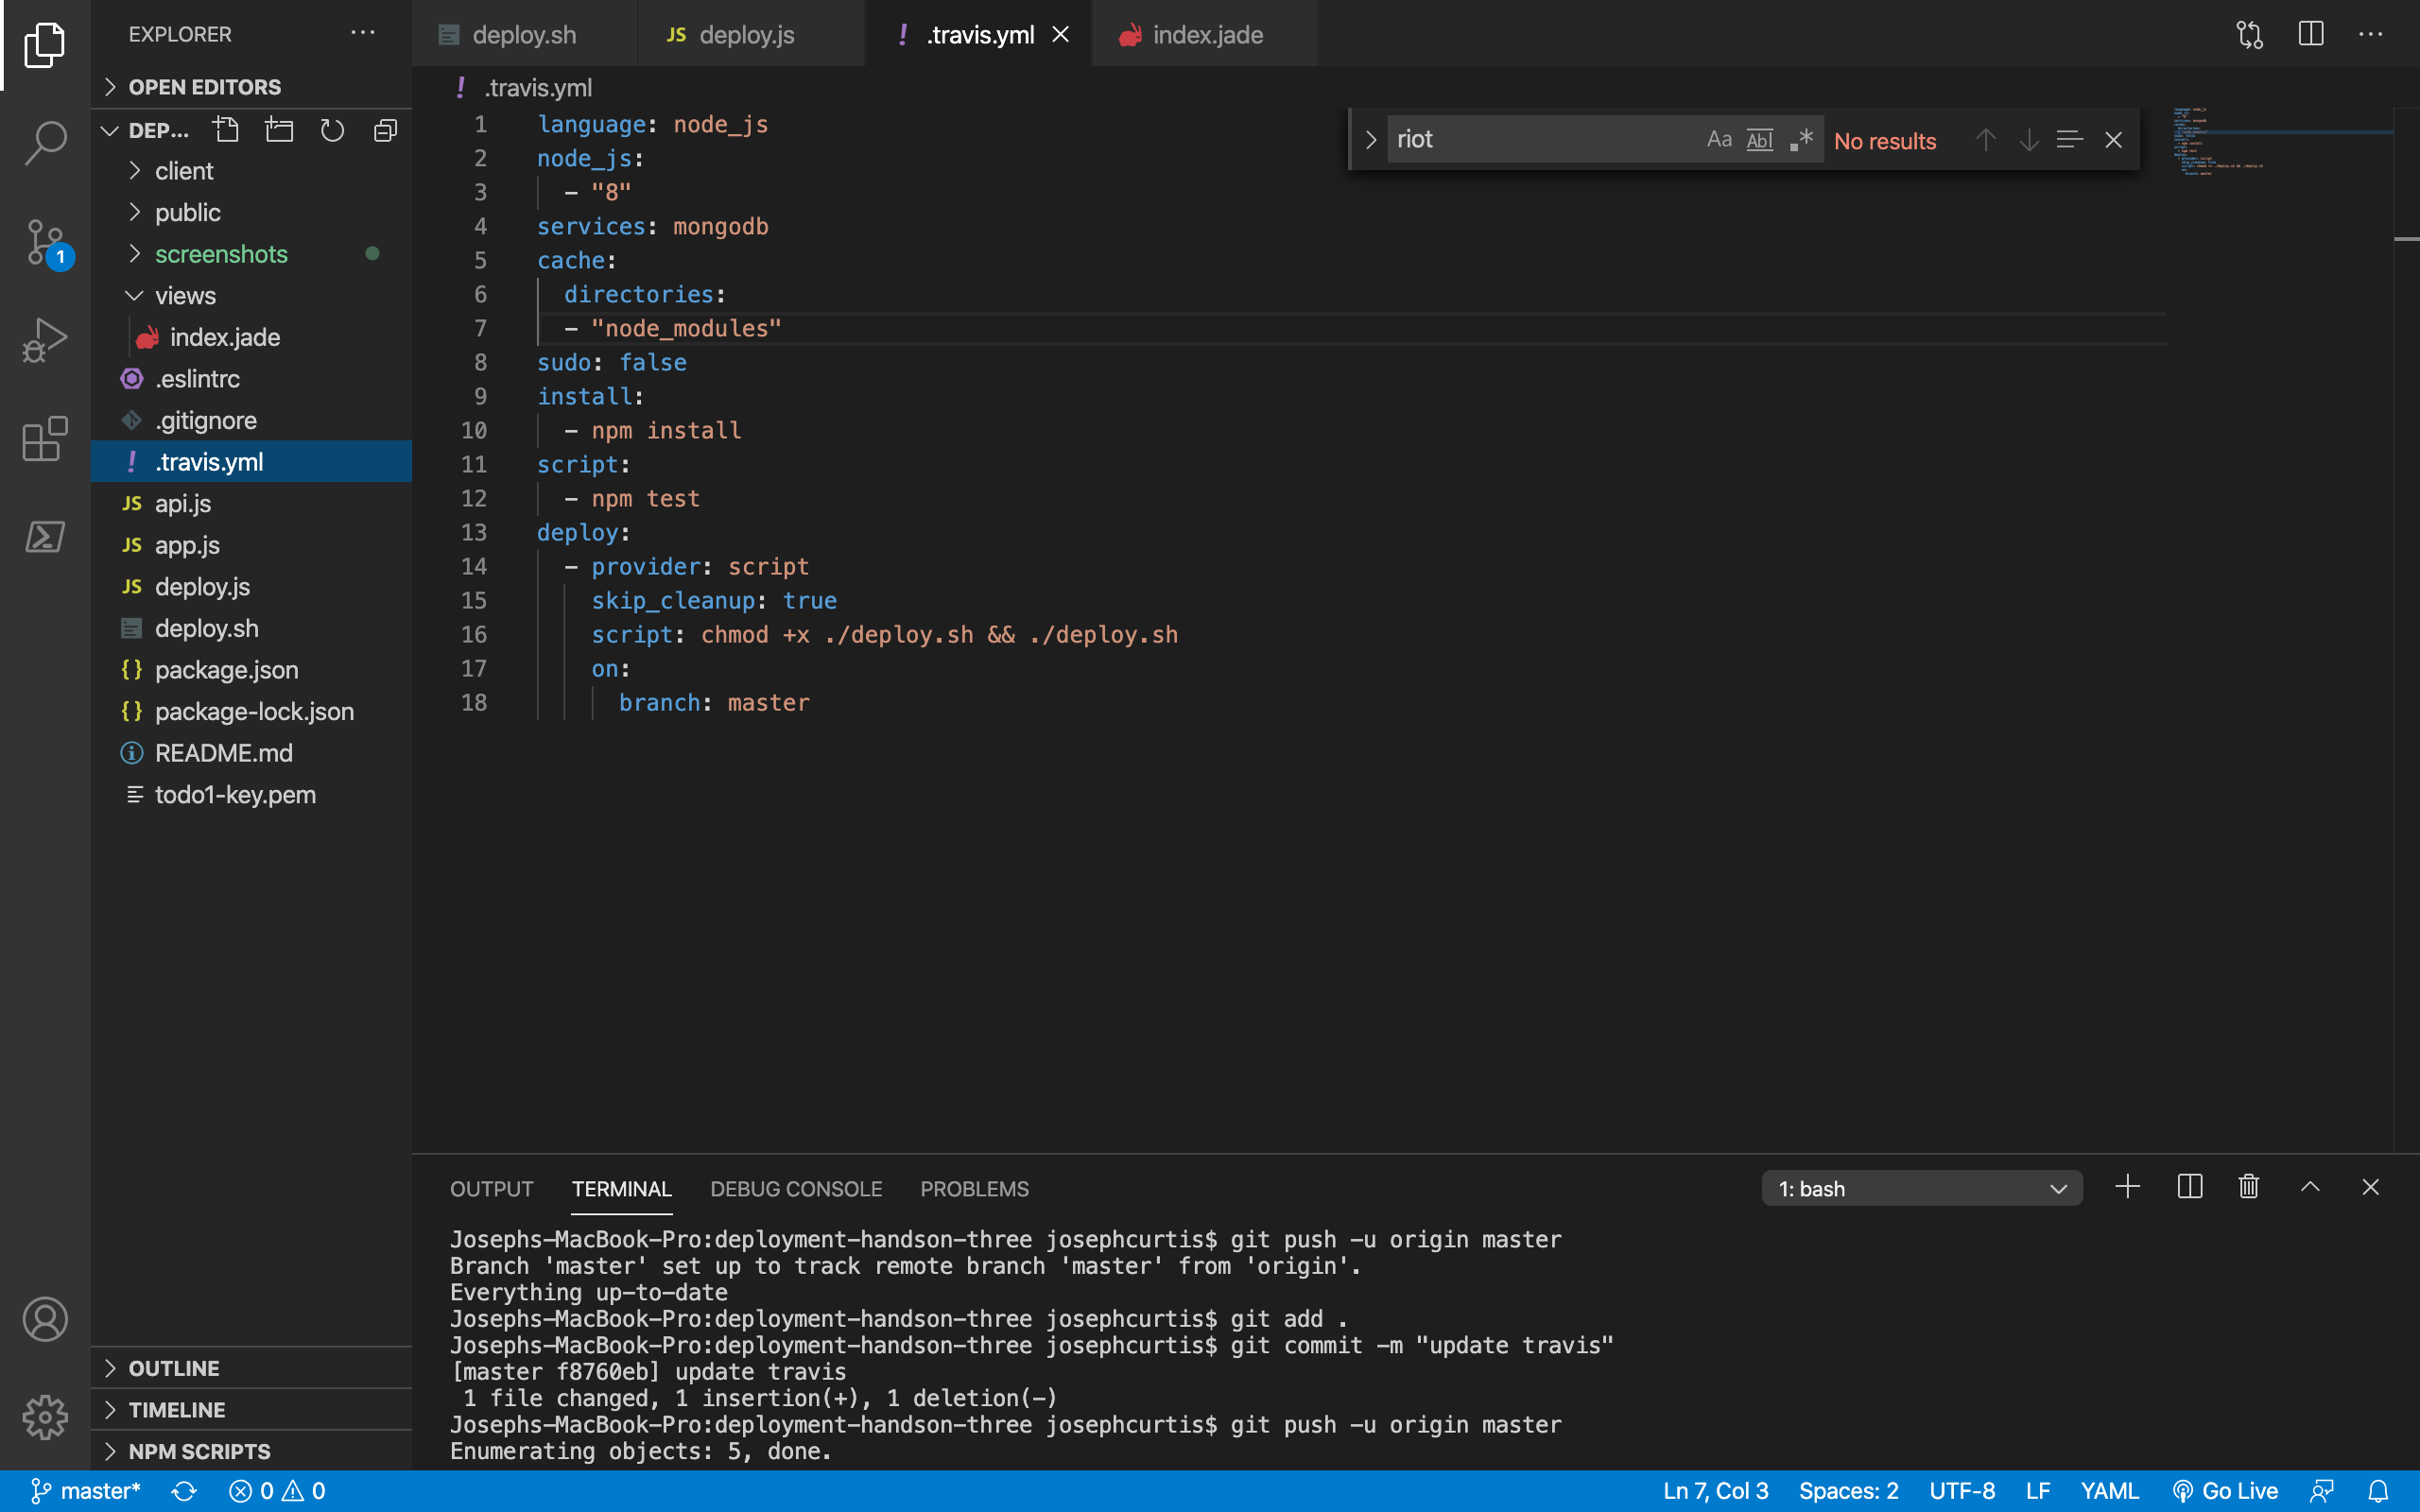 EXPLORER
OPEN EDITORS
DEP...
client
public
screenshots
views
index.jade
.eslintrc
.gitignore
.travis.yml
JS api.js
JS app.js
JS deploy.js
deploy.sh
{} package.json
{} package-lock.json
README.md
todo1-key.pem
OUTLINE
TIMELINE
NPM SCRIPTS
1
deploy.sh
JS deploy.js
! .travis.yml
index.jade
! .travis.yml
riot
Aa
Abl
No results
1 language: node_js
2 node_js:
3 - "8"
4 services: mongodb
5 cache:
6 directories:
7 - "node_modules"
8 sudo: false
9 install:
10 - npm install
11 script:
12 - npm test
13 deploy:
14 - provider: script
15 skip_cleanup: true
16 script: chmod +x ./deploy.sh && ./deploy.sh
17 on:
18 branch: master
OUTPUT TERMINAL DEBUG CONSOLE PROBLEMS
1: bash
Josephs-MacBook-Pro:deployment-handson-three josephcurtis$ git push -u origin master
Branch 'master' set up to track remote branch 'master' from 'origin'.
Everything up-to-date
Josephs-MacBook-Pro:deployment-handson-three josephcurtis$ git add .
Josephs-MacBook-Pro:deployment-handson-three josephcurtis$ git commit -m "update travis"
[master f8760eb] update travis
1 file changed, 1 insertion(+), 1 deletion(-)
Josephs-MacBook-Pro:deployment-handson-three josephcurtis$ git push -u origin master
Enumerating objects: 5, done.
master* 0 0
Ln 7, Col 3 Spaces: 2 UTF-8 LF YAML Go Live